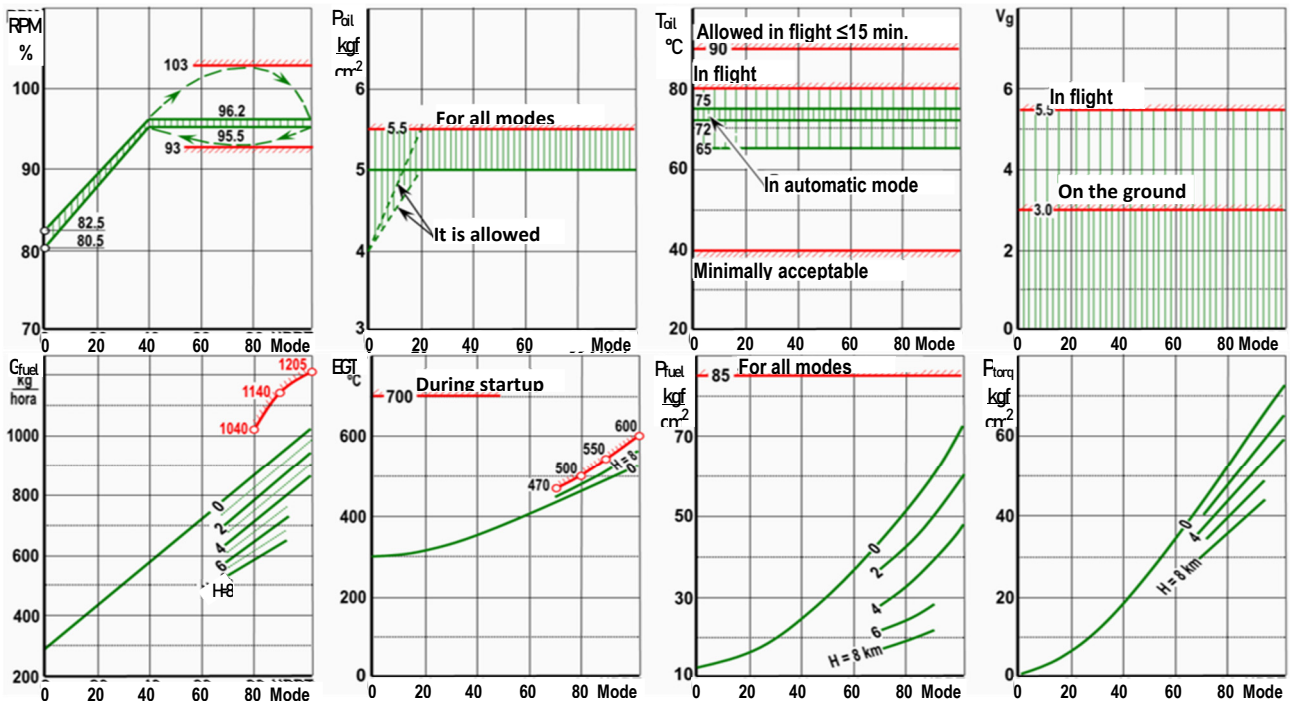 RPM
%
103
100
96.2
95.5
93
90
82.5
80.5
80
70
0 20 40 60 80 Mode
Poil
kgf
cm2
6
5.5
For all modes
5
It is allowed
4
3
20 60 Mode
Toil
°C
Allowed in flight ≤15 min.
90
In flight
80
75
72
65
60
In automatic mode
40
Minimally acceptable
20
0 20 40 60 80 Mode
Vg
6
5.5
In flight
4
On the ground
3.0
2
0
0 20 40 60 80 Mode
Gfuel
kg
hora
1205
1140
1040
1000
800
0
2
600
4
6
H=8
400
200
0 20 40 60 80 Mode
EGT
°C
During startup
700
600
600
550
500
H = 8
0
470
400
200
0
0 20 40 60 80 Mode
Pfuel
kgf
cm2
For all modes
85
70
50
0
2
30
4
6
H = 8 km
10
0 20 40 60 80 Mode
Ptorq
kgf
cm2
60
40
0
4
H = 8 km
20
0
0 20 40 60 80 Mode